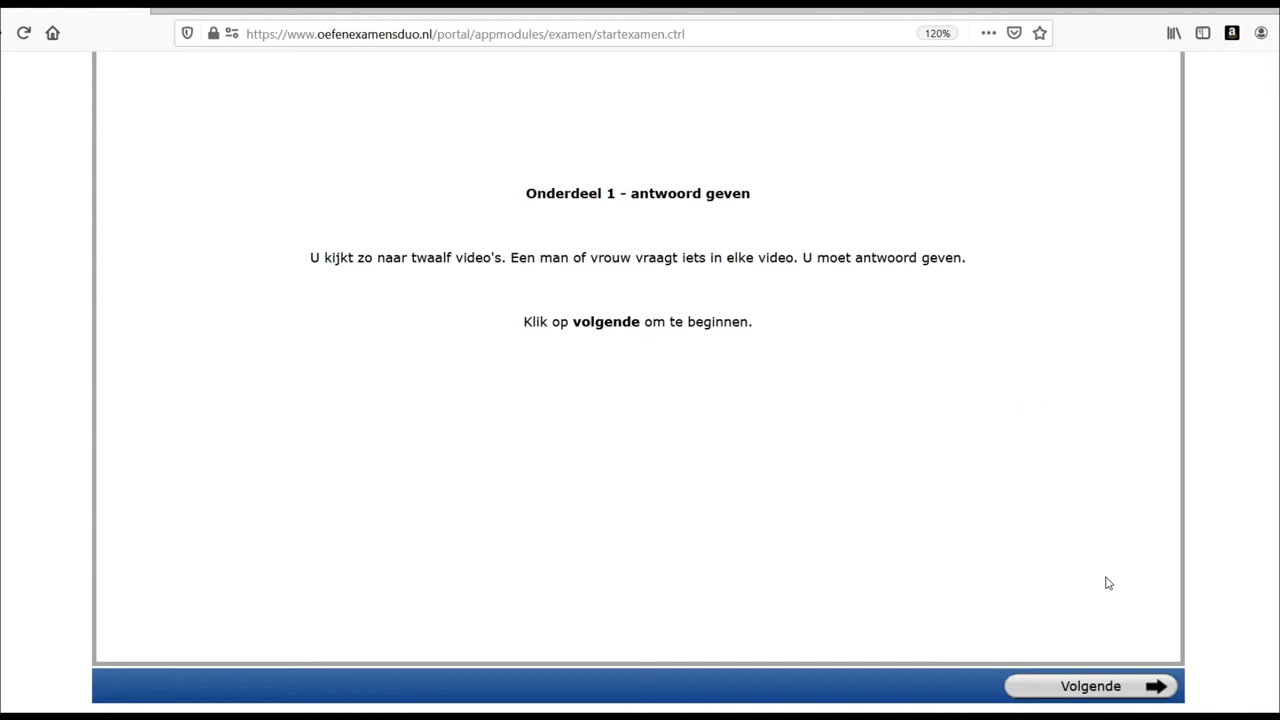 https://www.oefenexamensduo.nl/portal/appmodules/examen/startexamen.ctrl
120%
Onderdeel 1 - antwoord geven
U kijkt zo naar twaalf video's. Een man of vrouw vraagt iets in elke video. U moet antwoord geven.
Klik op volgende om te beginnen.
Volgende